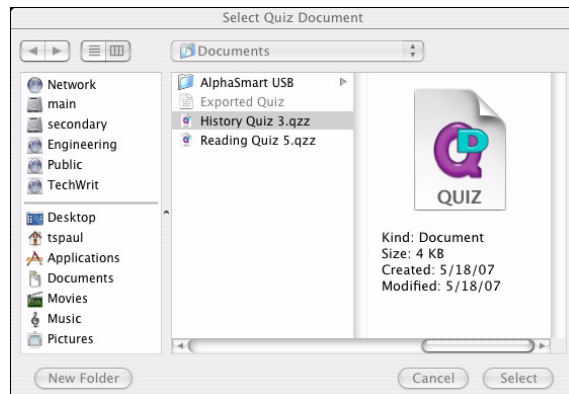 Select Quiz Document
Documents
Network
main
secondary
Engineering
Public
TechWrit
Desktop
tspaul
Applications
Documents
Movies
Music
Pictures
AlphaSmart USB
Exported Quiz
History Quiz 3.qzz
Reading Quiz 5.qzz
QD
QUIZ
Kind: Document
Size: 4 KB
Created: 5/18/07
Modified: 5/18/07
New Folder
Cancel
Select